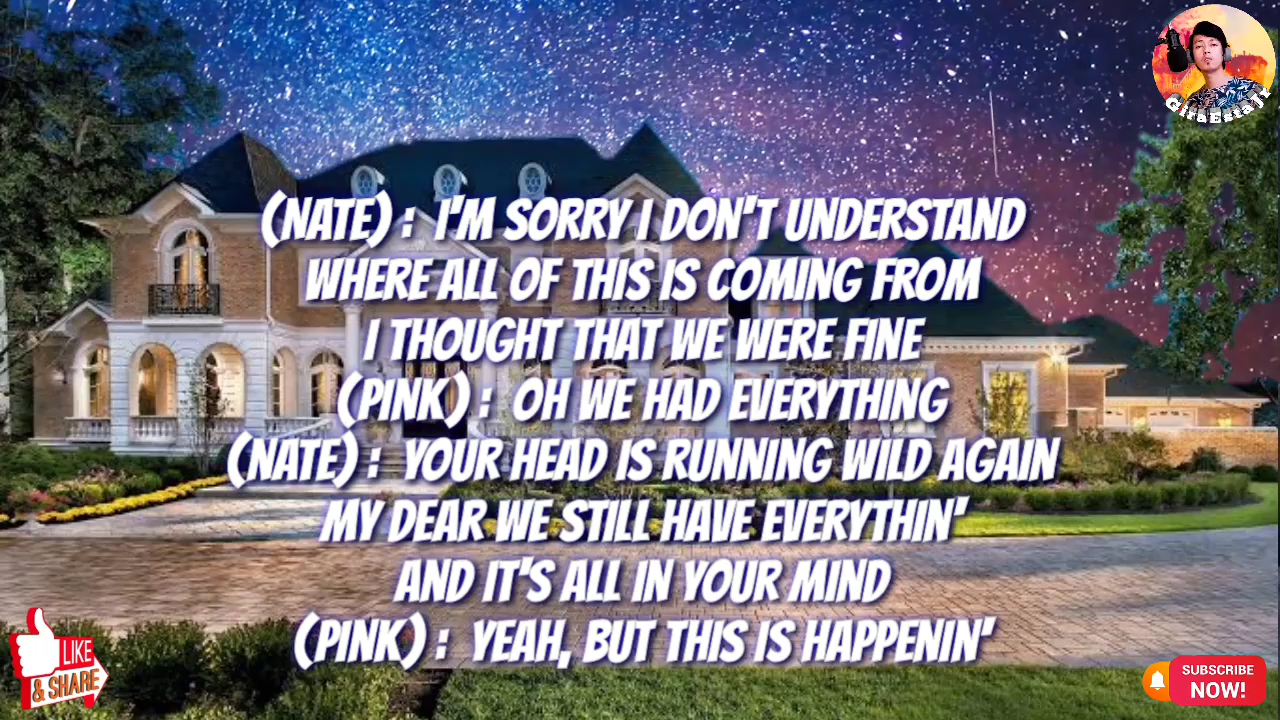 GitaEstaTy
(NATE) : I'M SORRY I DON'T UNDERSTAND
WHERE ALL OF THIS IS COMING FROM
I THOUGHT THAT WE WERE FINE
(PINK) : OH WE HAD EVERYTHING
(NATE) : YOUR HEAD IS RUNNING WILD AGAIN
MY DEAR WE STILL HAVE EVERYTHIN'
AND IT'S ALL IN YOUR MIND
(PINK) : YEAH, BUT THIS IS HAPPENIN'
LIKE
& SHARE
SUBSCRIBE
NOW!